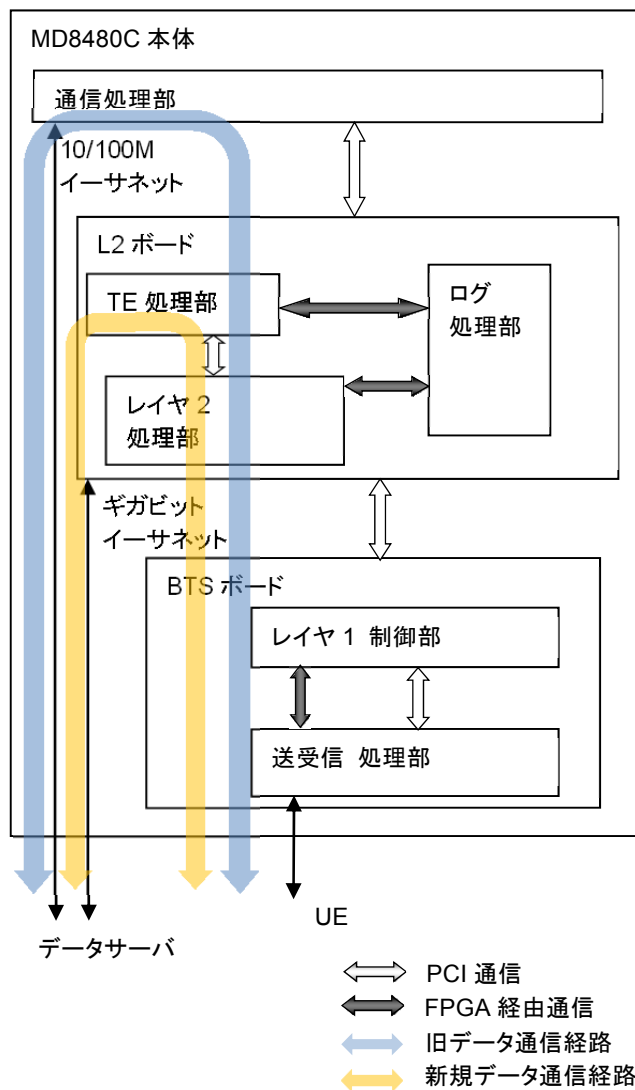 MD8480C 本体
通信処理部
10/100M
イーサネット
L2 ボード
TE 処理部
ログ
処理部
レイヤ 2
処理部
ギガビット
イーサネット
BTS ボード
レイヤ 1 制御部
送受信 処理部
UE
データサーバ
PCI 通信
FPGA 経由通信
旧データ通信経路
新規データ通信経路